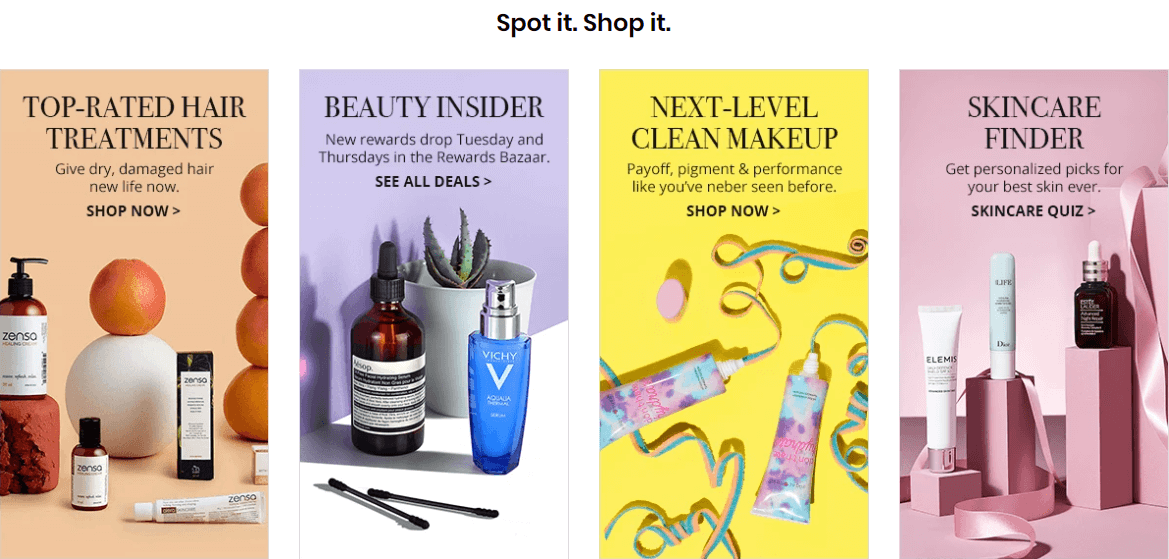 Spot it. Shop it.
TOP-RATED HAIR
TREATMENTS
Give dry, damaged hair
new life now.
SHOP NOW >
zensa
HEALING CREAM
zensa
zensa
zensa
BEAUTY INSIDER
New rewards drop Tuesday and
Thursdays in the Rewards Bazaar.
SEE ALL DEALS >
Aesop.
VICHY
AQUALIA
THERMAL
SERUM
NEXT-LEVEL
CLEAN MAKEUP
Payoff, pigment & performance
like you've neber seen before.
SHOP NOW >
SKINCARE
FINDER
Get personalized picks for
your best skin ever.
SKINCARE QUIZ >
ELEMIS
Dior
Advanced
Night Repair